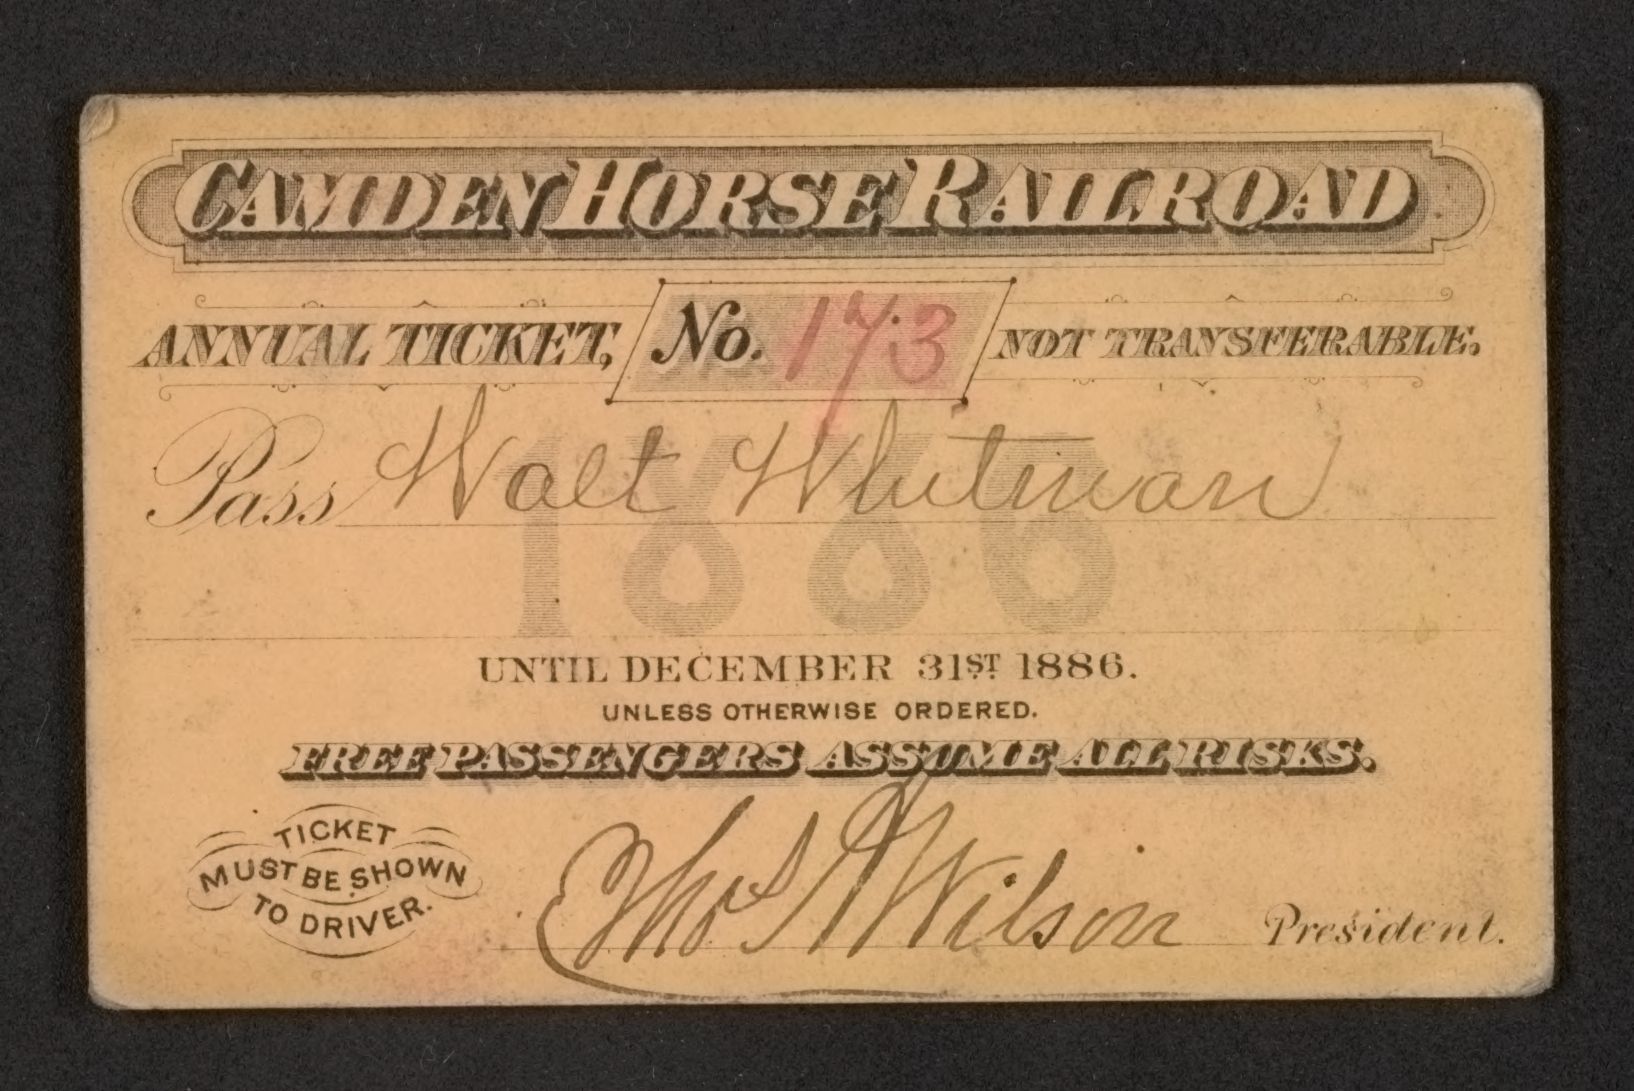 CAMDEN HORSE RAILROAD
ANNUAL TICKET, No. 173 NOT TRANSFERABLE.
Pass Walt Whitman
1886
UNTIL DECEMBER 31ST 1886.
UNLESS OTHERWISE ORDERED.
FREE PASSENGERS ASSUME ALL RISKS.
TICKET
MUST BE SHOWN
TO DRIVER.
Thos Wilson President.